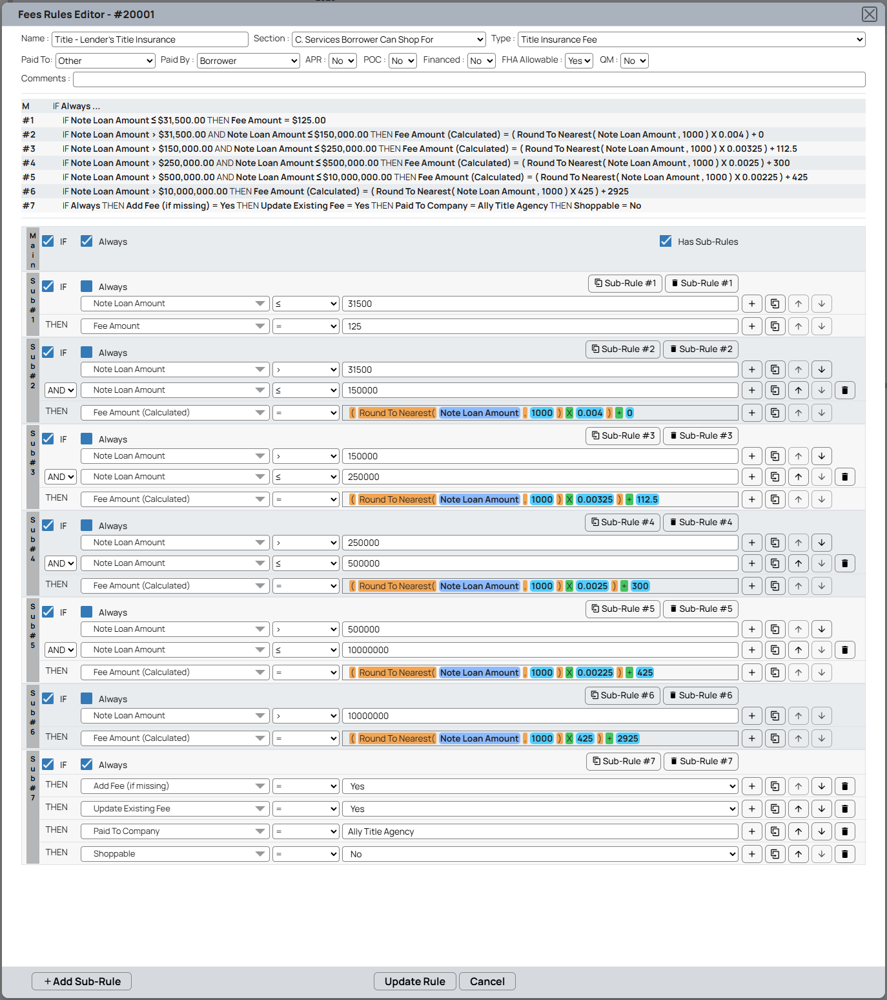 Fees Rules Editor - #20001
Name : Title - Lender's Title Insurance Section : C. Services Borrower Can Shop For Type : Title Insurance Fee
Paid To: Other Paid By : Borrower APR : No POC : No Financed : No FHA Allowable : Yes QM : No
Comments :
M IF Always ...
#1 IF Note Loan Amount ≤ $31,500.00 THEN Fee Amount = $125.00
#2 IF Note Loan Amount > $31,500.00 AND Note Loan Amount ≤ $150,000.00 THEN Fee Amount (Calculated) = ( Round To Nearest( Note Loan Amount , 1000 ) X 0.004 ) + 0
#3 IF Note Loan Amount > $150,000.00 AND Note Loan Amount ≤ $250,000.00 THEN Fee Amount (Calculated) = ( Round To Nearest( Note Loan Amount , 1000 ) X 0.00325 ) + 112.5
#4 IF Note Loan Amount > $250,000.00 AND Note Loan Amount ≤ $500,000.00 THEN Fee Amount (Calculated) = ( Round To Nearest( Note Loan Amount , 1000 ) X 0.0025 ) + 300
#5 IF Note Loan Amount > $500,000.00 AND Note Loan Amount ≤ $10,000,000.00 THEN Fee Amount (Calculated) = ( Round To Nearest( Note Loan Amount , 1000 ) X 0.00225 ) + 425
#6 IF Note Loan Amount > $10,000,000.00 THEN Fee Amount (Calculated) = ( Round To Nearest( Note Loan Amount , 1000 ) X 425 ) + 2925
#7 IF Always THEN Add Fee (if missing) = Yes THEN Update Existing Fee = Yes THEN Paid To Company = Ally Title Agency THEN Shoppable = No
Main IF Always Has Sub-Rules
Sub#1 IF Always Sub-Rule #1 Sub-Rule #1
Note Loan Amount ≤ 31500
THEN Fee Amount = 125
Sub#2 IF Always Sub-Rule #2 Sub-Rule #2
Note Loan Amount > 31500
AND Note Loan Amount ≤ 150000
THEN Fee Amount (Calculated) = ( Round To Nearest( Note Loan Amount , 1000 ) X 0.004 ) + 0
Sub#3 IF Always Sub-Rule #3 Sub-Rule #3
Note Loan Amount > 150000
AND Note Loan Amount ≤ 250000
THEN Fee Amount (Calculated) = ( Round To Nearest( Note Loan Amount , 1000 ) X 0.00325 ) + 112.5
Sub#4 IF Always Sub-Rule #4 Sub-Rule #4
Note Loan Amount > 250000
AND Note Loan Amount ≤ 500000
THEN Fee Amount (Calculated) = ( Round To Nearest( Note Loan Amount , 1000 ) X 0.0025 ) + 300
Sub#5 IF Always Sub-Rule #5 Sub-Rule #5
Note Loan Amount > 500000
AND Note Loan Amount ≤ 10000000
THEN Fee Amount (Calculated) = ( Round To Nearest( Note Loan Amount , 1000 ) X 0.00225 ) + 425
Sub#6 IF Always Sub-Rule #6 Sub-Rule #6
Note Loan Amount > 10000000
THEN Fee Amount (Calculated) = ( Round To Nearest( Note Loan Amount , 1000 ) X 425 ) + 2925
Sub#7 IF Always Sub-Rule #7 Sub-Rule #7
THEN Add Fee (if missing) = Yes
THEN Update Existing Fee = Yes
THEN Paid To Company = Ally Title Agency
THEN Shoppable = No
+ Add Sub-Rule Update Rule Cancel